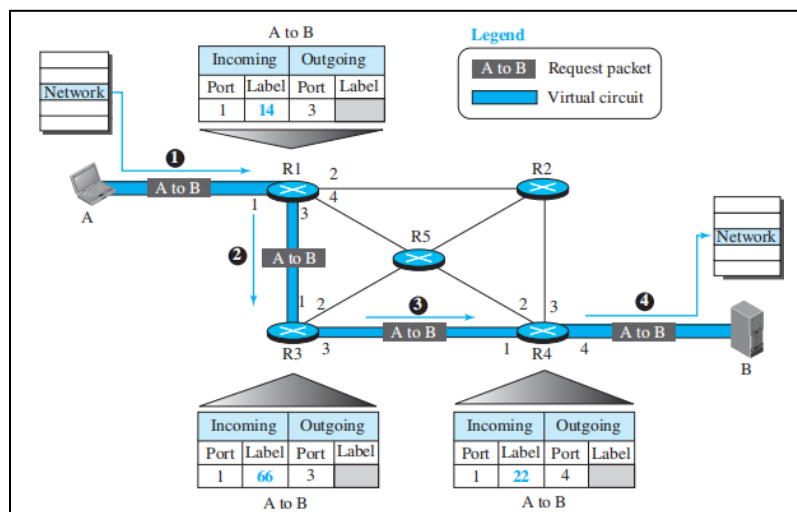 A to B
Incoming Outgoing
Port Label Port Label
1 14 3
Legend
A to B Request packet
Virtual circuit
Network
1
A to B
A
1
R1
2
4
3
R2
2
A to B
R5
Network
1
2
3
A to B
2
3
4
A to B
R3
3
1
R4
4
B
Incoming Outgoing
Port Label Port Label
1 66 3
A to B
Incoming Outgoing
Port Label Port Label
1 22 4
A to B